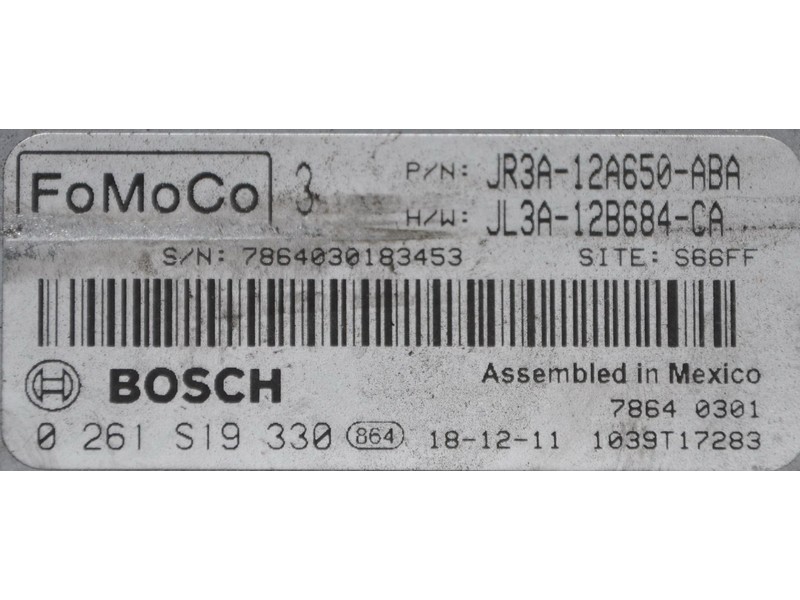 FoMoCo 3 P/N: JR3A-12A650-ABA
H/W: JL3A-12B684-CA
S/N: 7864030183453 SITE: S66FF
BOSCH Assembled in Mexico
7864 0301
0 261 S19 330 864 18-12-11 1039T17283